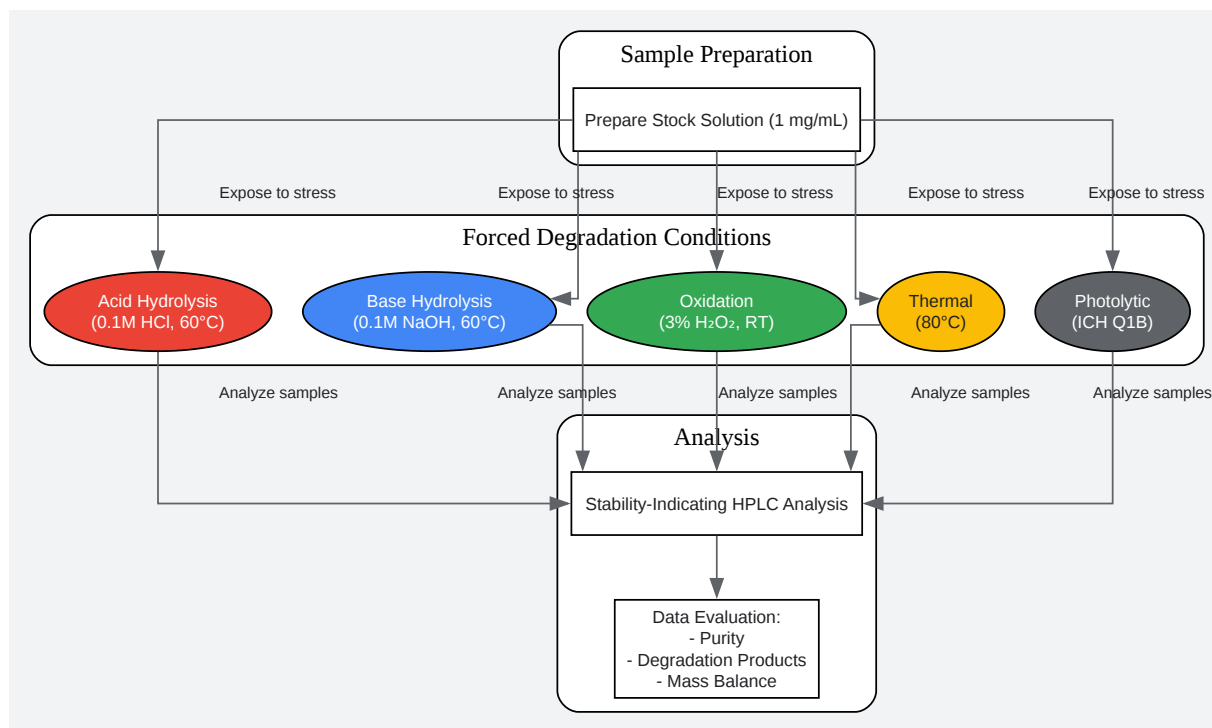 Sample Preparation
Prepare Stock Solution (1 mg/mL)
Expose to stress
Expose to stress
Expose to stress
Expose to stress
Expose to stress
Forced Degradation Conditions
Acid Hydrolysis
(0.1M HCl, 60°C)
Base Hydrolysis
(0.1M NaOH, 60°C)
Oxidation
(3% H₂O₂, RT)
Thermal
(80°C)
Photolytic
(ICH Q1B)
Analyze samples
Analyze samples
Analyze samples
Analyze samples
Analyze samples
Analysis
Stability-Indicating HPLC Analysis
Data Evaluation:
- Purity
- Degradation Products
- Mass Balance